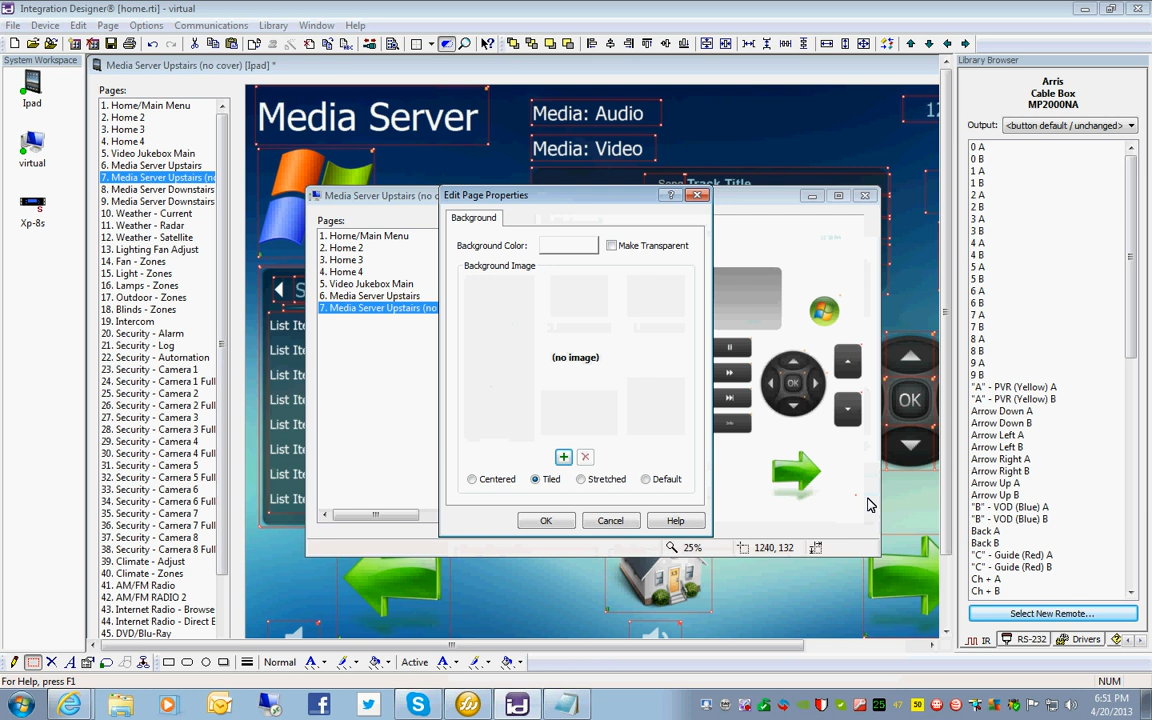 Integration Designer® [home.rti] - virtual
File Device Edit Page Options Communications Library Window Help
System Workspace
Ipad
virtual
Xp-8s
Media Server Upstairs (no cover) [Ipad] *
Pages:
1. Home/Main Menu
2. Home 2
3. Home 3
4. Home 4
5. Video Jukebox Main
6. Media Server Upstairs
7. Media Server Upstairs (no
8. Media Server Downstairs
9. Media Server Downstairs
10. Weather - Current
11. Weather - Radar
12. Weather - Satellite
13. Lighting Fan Adjust
14. Fan - Zones
15. Light - Zones
16. Lamps - Zones
17. Outdoor - Zones
18. Blinds - Zones
19. Intercom
20. Security - Alarm
21. Security - Log
22. Security - Automation
23. Security - Camera 1
24. Security - Camera 1 Full
25. Security - Camera 2
26. Security - Camera 2 Full
27. Security - Camera 3
28. Security - Camera 3 Full
29. Security - Camera 4
30. Security - Camera 4 Full
31. Security - Camera 5
32. Security - Camera 5 Full
33. Security - Camera 6
34. Security - Camera 6 Full
35. Security - Camera 7
36. Security - Camera 7 Full
37. Security - Camera 8
38. Security - Camera 8 Full
39. Climate - Adjust
40. Climate - Zones
41. AM/FM Radio
42. AM/FM RADIO 2
43. Internet Radio - Browse
44. Internet Radio - Direct E
45. DVD/Blu-Ray
Media Server
Media: Audio
Media: Video
12
Song Track Title
S
List Ite
List Ite
List Ite
List Ite
List Ite
List Ite
List Ite
List Ite
OK
Media Server Upstairs (no c
Pages:
1. Home/Main Menu
2. Home 2
3. Home 3
4. Home 4
5. Video Jukebox Main
6. Media Server Upstairs
7. Media Server Upstairs (no
OK
25%
1240, 132
Edit Page Properties
Background
Background Color:
Make Transparent
Background Image
(no image)
Centered Tiled Stretched Default
OK Cancel Help
Library Browser
Arris
Cable Box
MP2000NA
Output: <button default / unchanged>
0 A
0 B
1 A
1 B
2 A
2 B
3 A
3 B
4 A
4 B
5 A
5 B
6 A
6 B
7 A
7 B
8 A
8 B
9 A
9 B
"A" - PVR (Yellow) A
"A" - PVR (Yellow) B
Arrow Down A
Arrow Down B
Arrow Left A
Arrow Left B
Arrow Right A
Arrow Right B
Arrow Up A
Arrow Up B
"B" - VOD (Blue) A
"B" - VOD (Blue) B
Back A
Back B
"C" - Guide (Red) A
"C" - Guide (Red) B
Ch + A
Ch + B
Select New Remote...
IR RS-232 Drivers
Normal
Active
For Help, press F1
NUM
25 47 50
6:51 PM
4/20/2013